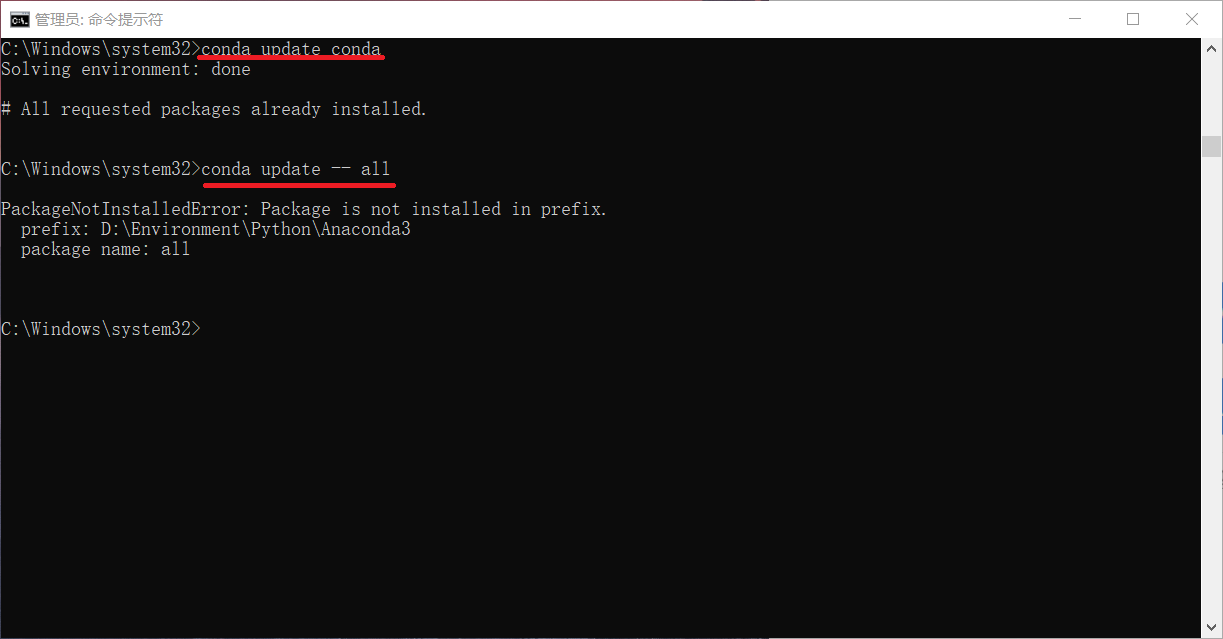 管理员: 命令提示符
C:\Windows\system32>conda update conda
Solving environment: done
# All requested packages already installed.
C:\Windows\system32>conda update -- all
PackageNotInstalledError: Package is not installed in prefix.
prefix: D:\Environment\Python\Anaconda3
package name: all
C:\Windows\system32>